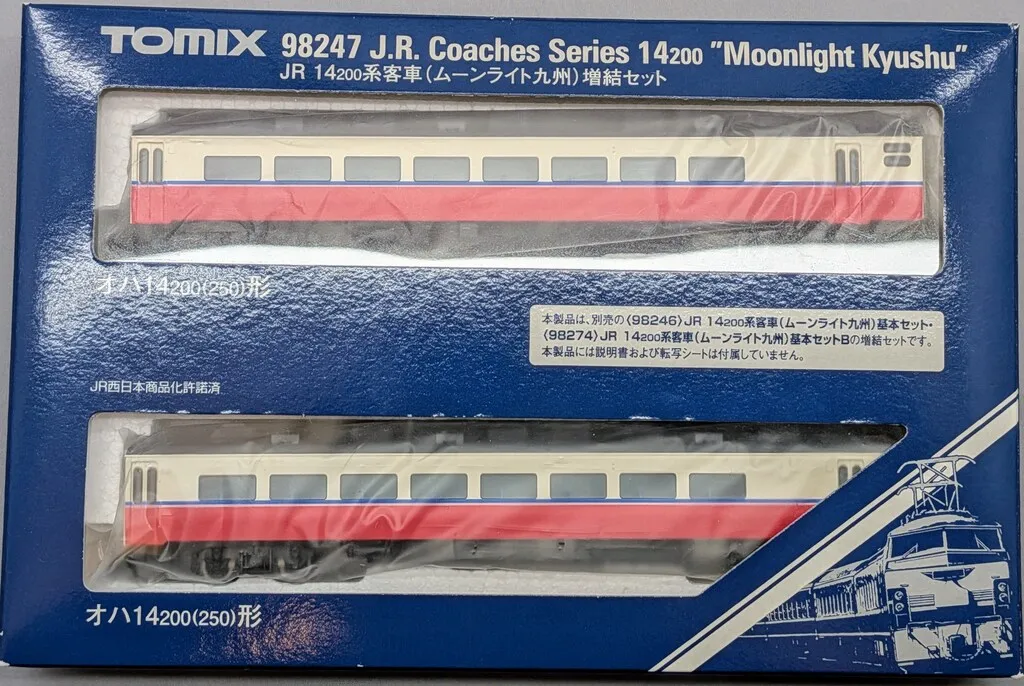 TOMIX 98247 J.R. Coaches Series 14200 "Moonlight Kyushu"
JR 14200系客車(ムーンライト九州)増結セット
オハ14200(250)形
本製品は、別売の〈98246〉JR 14200系客車(ムーンライト九州)基本セット・
〈98274〉JR 14200系客車(ムーンライト九州)基本セットBの増結セットです。
本製品には説明書および転写シートは付属していません。
JR西日本商品化許諾済
オハ14200(250)形